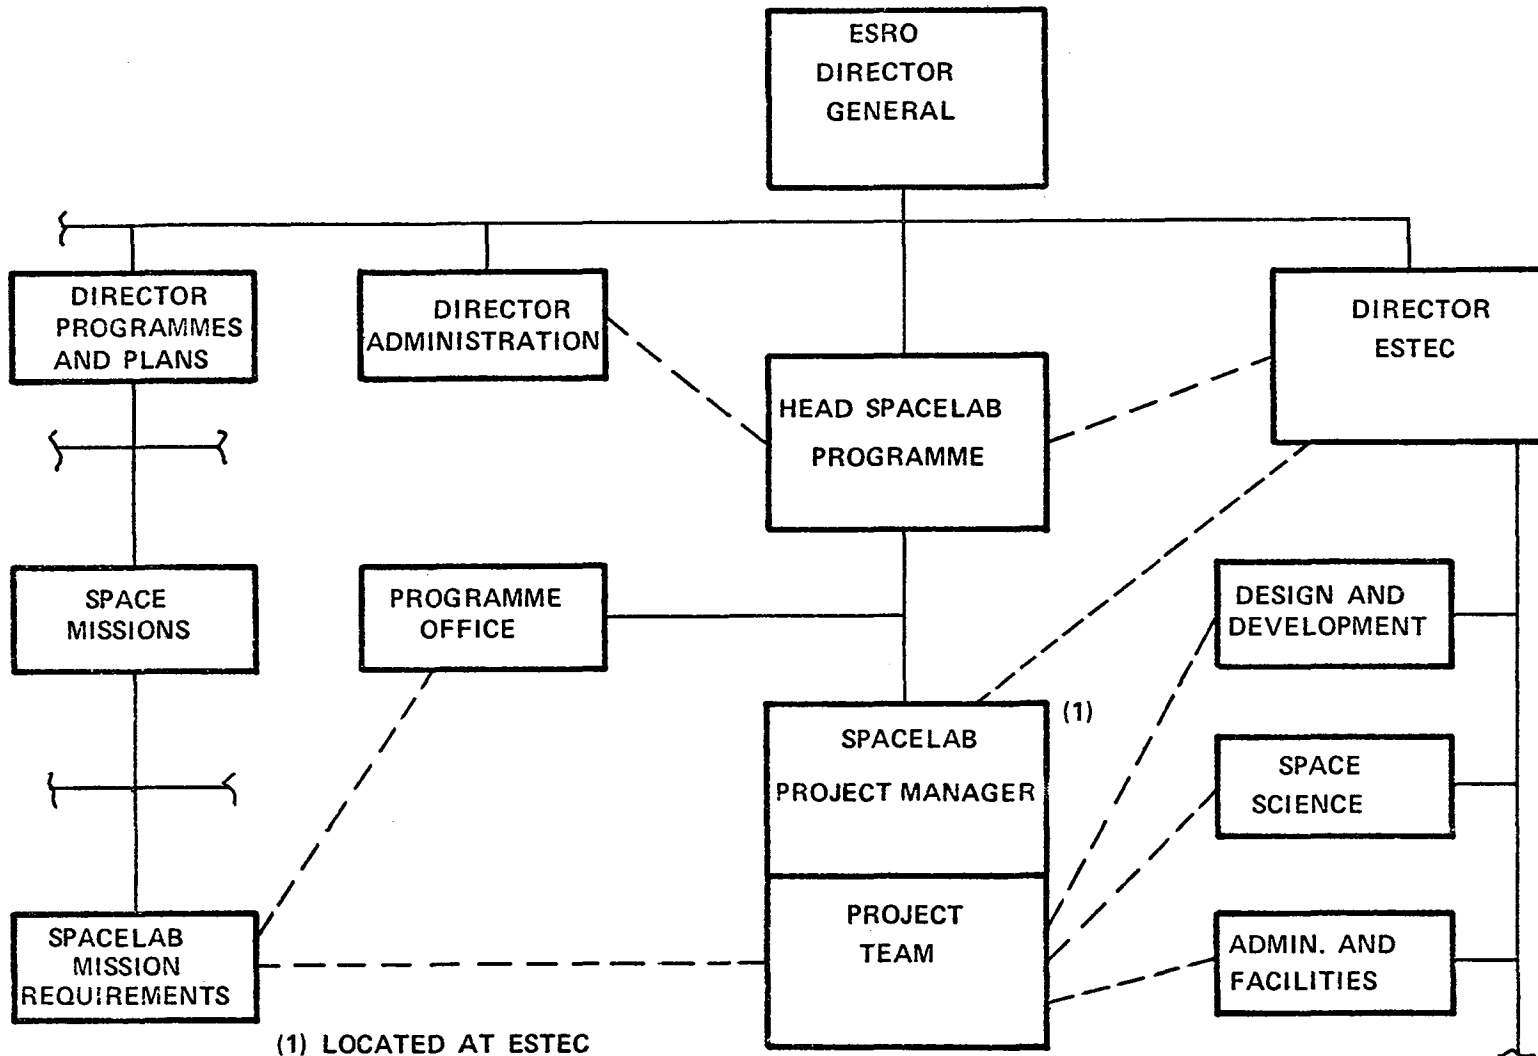 ESRO
DIRECTOR
GENERAL
DIRECTOR
PROGRAMMES
AND PLANS
DIRECTOR
ADMINISTRATION
HEAD SPACELAB
PROGRAMME
DIRECTOR
ESTEC
SPACE
MISSIONS
PROGRAMME
OFFICE
DESIGN AND
DEVELOPMENT
(1)
SPACELAB
PROJECT MANAGER
SPACE
SCIENCE
SPACELAB
MISSION
REQUIREMENTS
PROJECT
TEAM
ADMIN. AND
FACILITIES
(1) LOCATED AT ESTEC